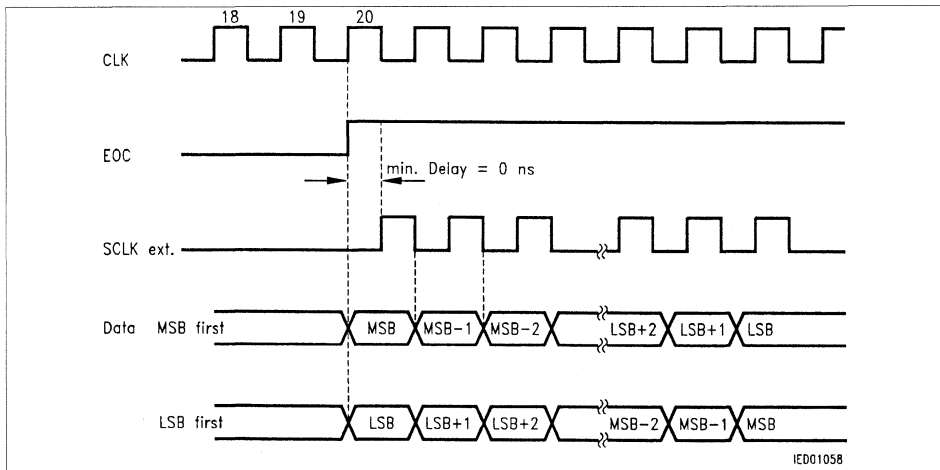 18 19 20
CLK
EOC
min. Delay = 0 ns
SCLK ext.
Data MSB first MSB MSB-1 MSB-2 LSB+2 LSB+1 LSB
LSB first LSB LSB+1 LSB+2 MSB-2 MSB-1 MSB
IED01058